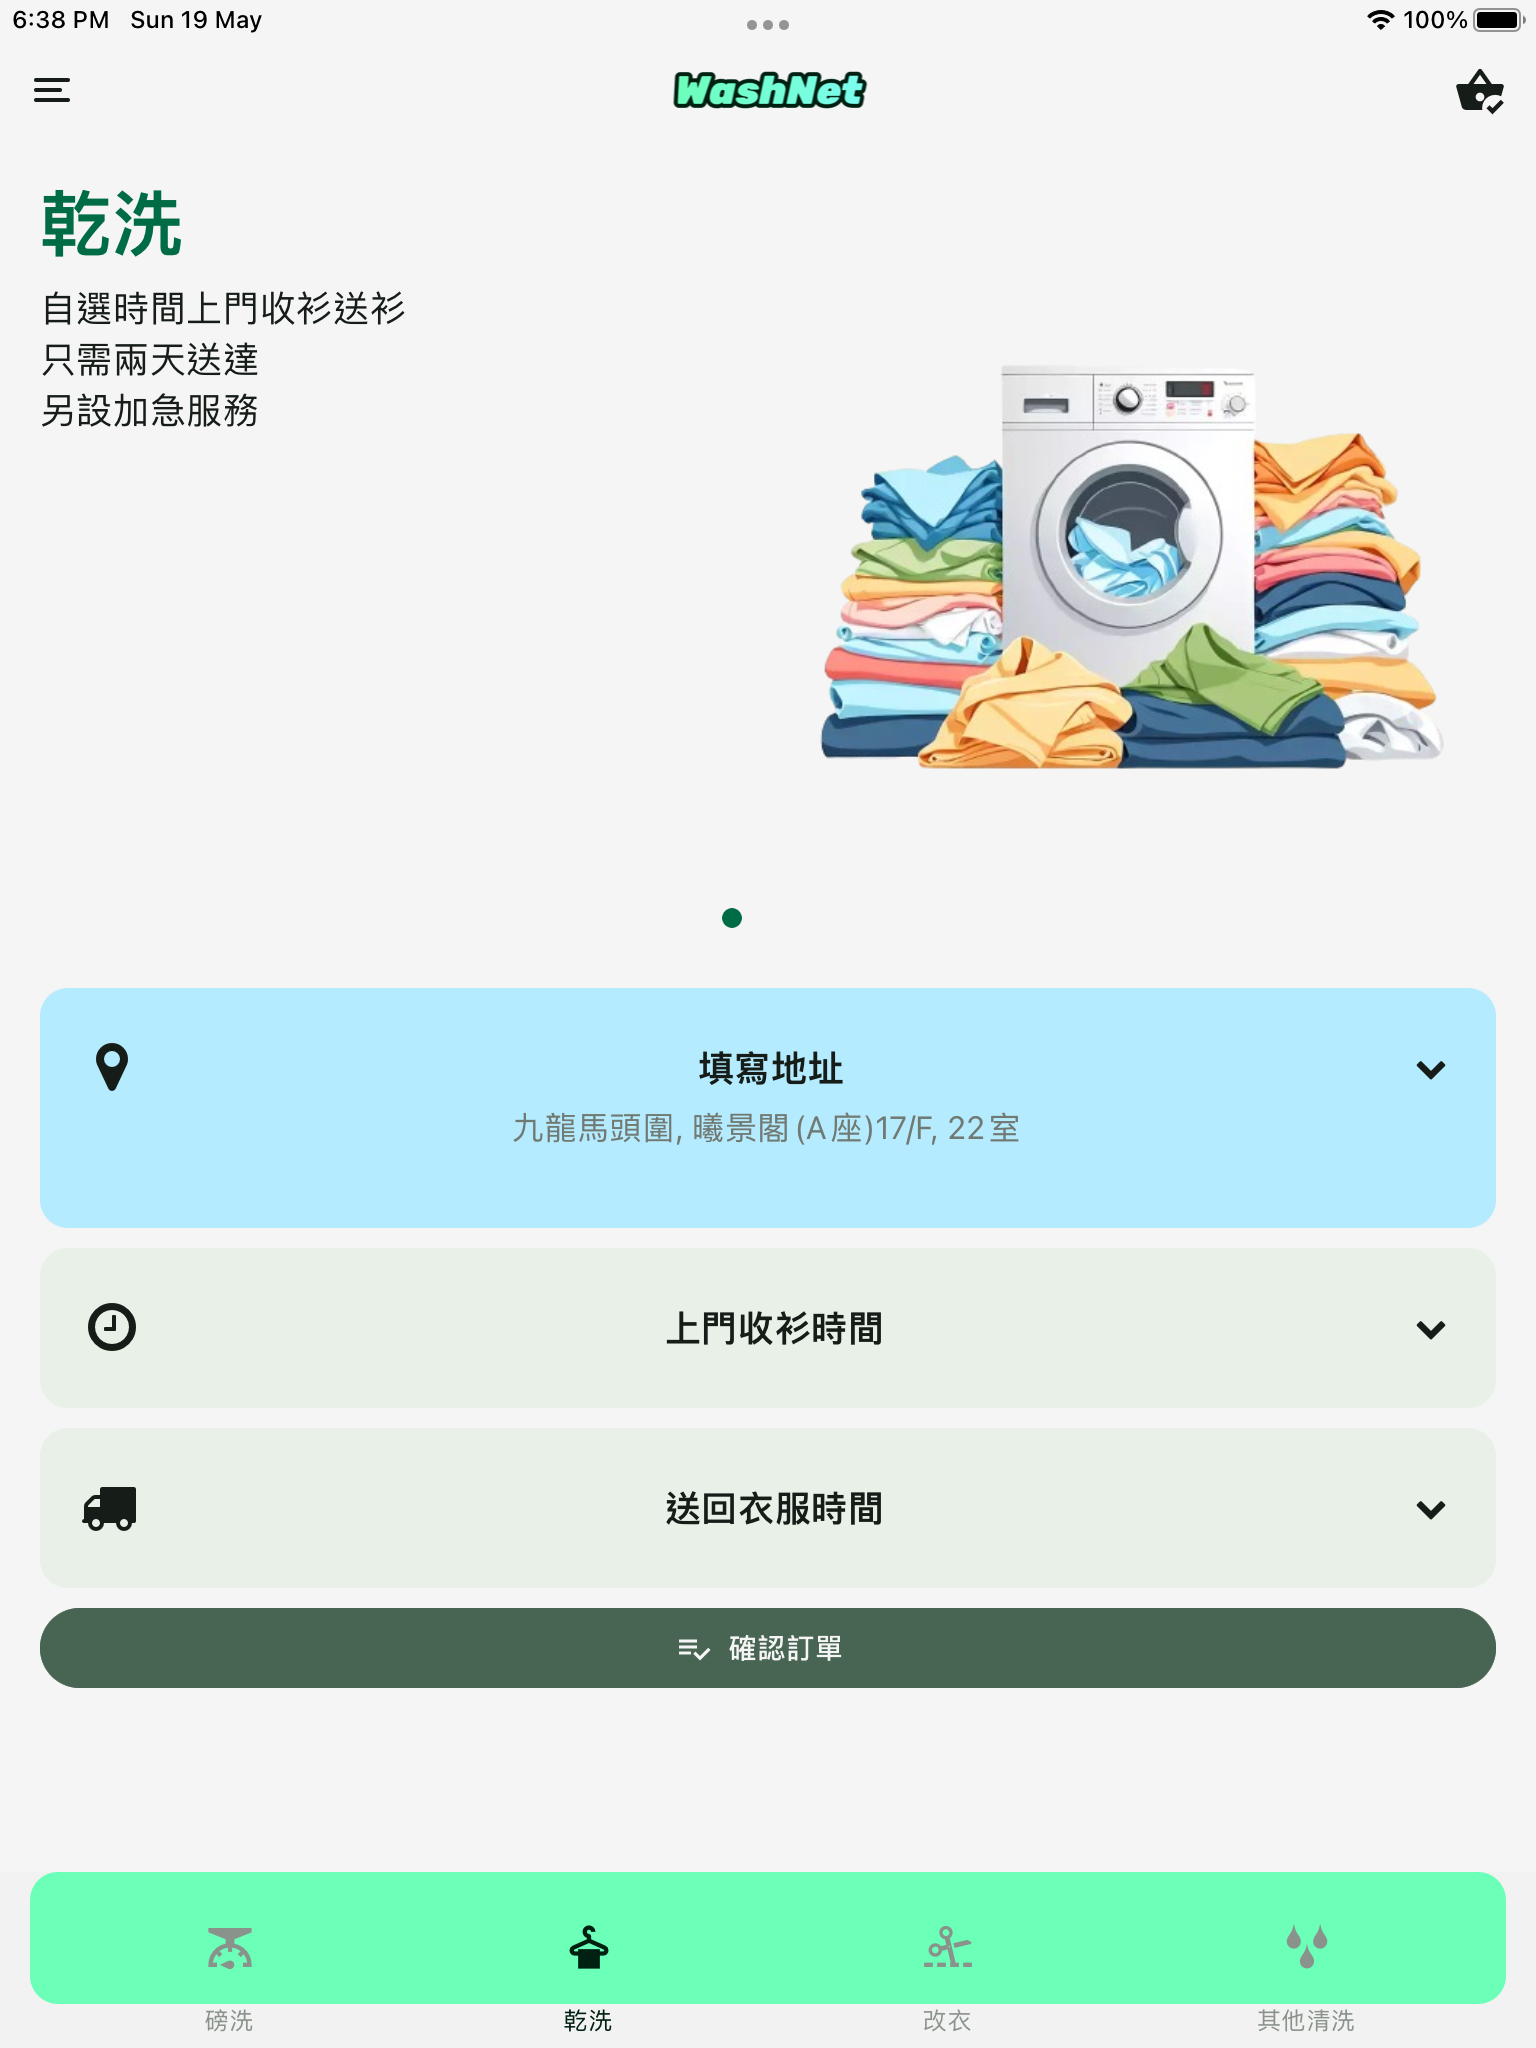 6:38 PM Sun 19 May
100%
WashNet
乾洗
自選時間上門收衫送衫
只需兩天送達
另設加急服務
填寫地址
九龍馬頭圍, 曦景閣(A座)17/F, 22室
上門收衫時間
送回衣服時間
確認訂單
磅洗
乾洗
改衣
其他清洗